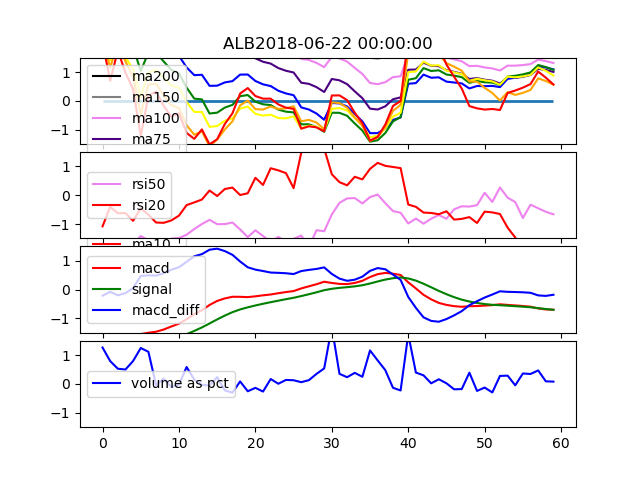 ALB2018-06-22 00:00:00
1
0
−1
ma200
ma150
ma100
ma75
1
0
−1
rsi50
rsi20
ma10
1
0
−1
macd
signal
macd_diff
1
0
−1
volume as pct
0 10 20 30 40 50 60